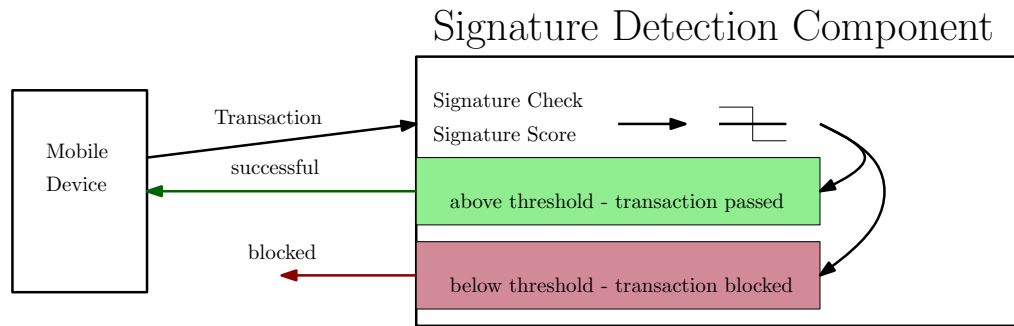 Signature Detection Component
Mobile
Device
Transaction
successful
blocked
Signature Check
Signature Score
above threshold - transaction passed
below threshold - transaction blocked